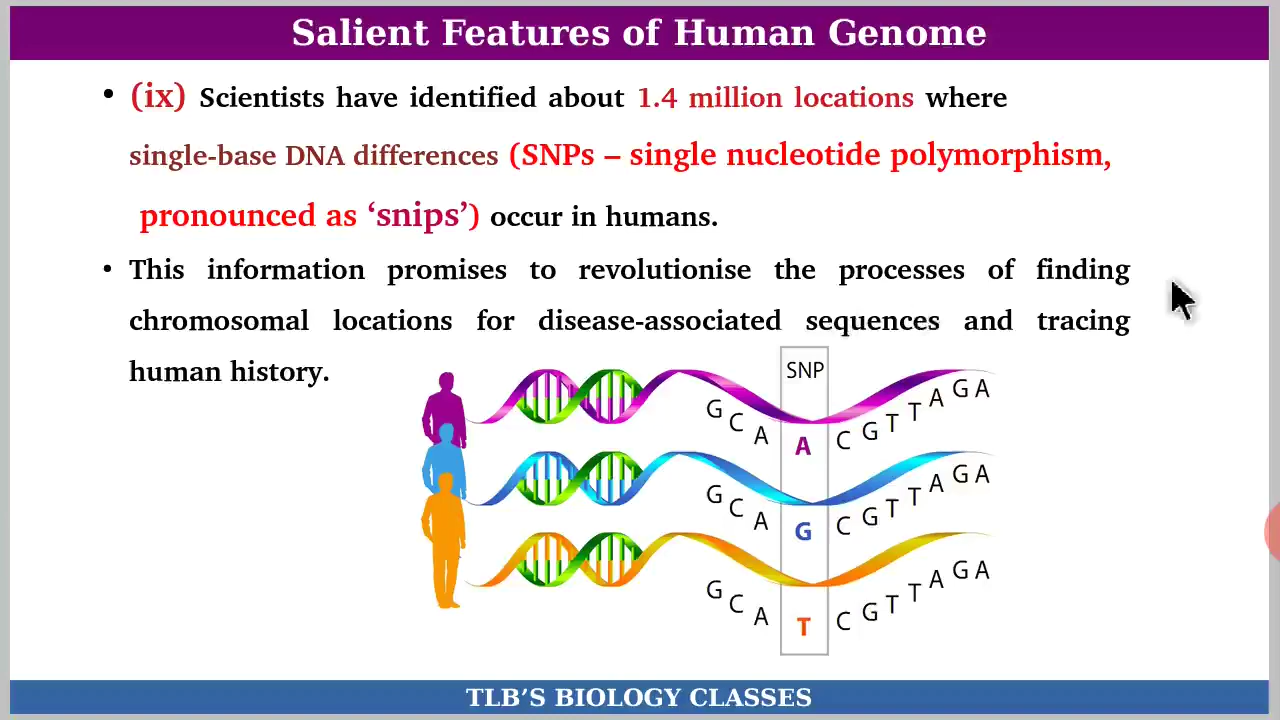 Salient Features of Human Genome
• (ix) Scientists have identified about 1.4 million locations where
single-base DNA differences (SNPs – single nucleotide polymorphism,
pronounced as ‘snips’) occur in humans.
• This information promises to revolutionise the processes of finding
chromosomal locations for disease-associated sequences and tracing
human history.
SNP
G C A A C G T T A G A
G C A G C G T T A G A
G C A T C G T T A G A
TLB’S BIOLOGY CLASSES